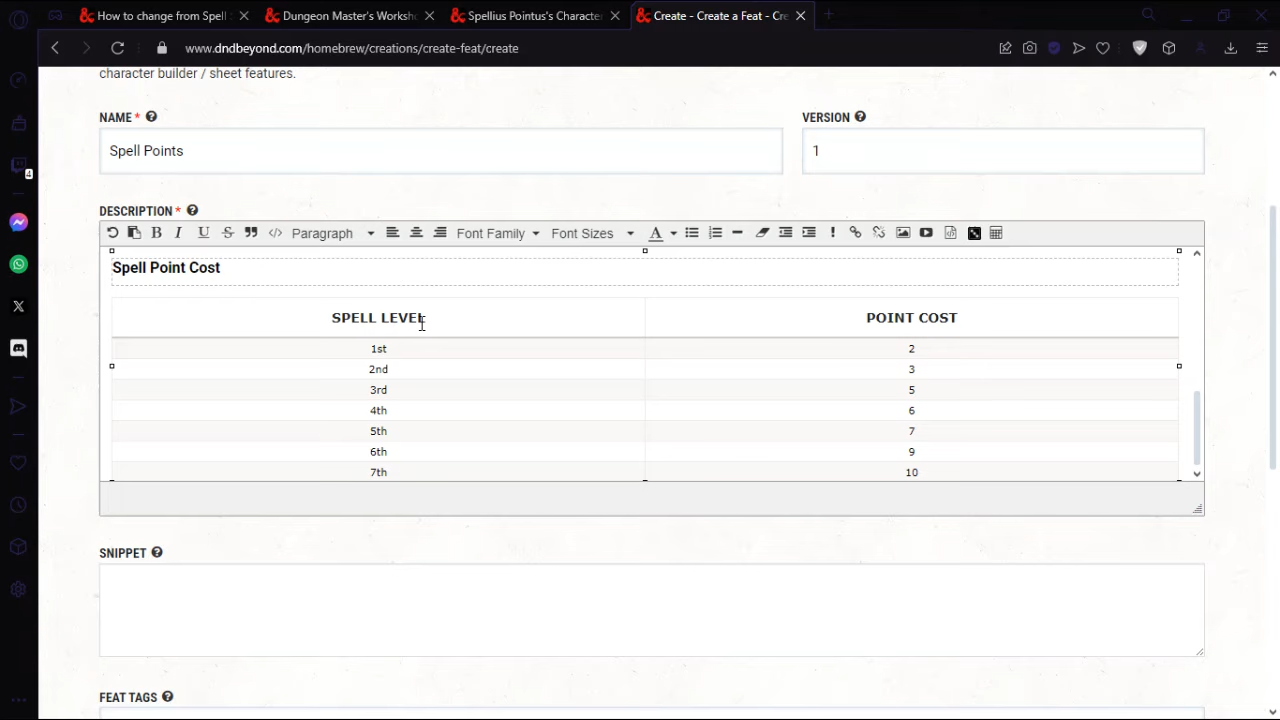 How to change from Spell
Dungeon Master's Worksh
Spellius Pointus's Characte
Create - Create a Feat - Cre
www.dndbeyond.com/homebrew/creations/create-feat/create
character builder / sheet features.
NAME *
VERSION
Spell Points
1
4
DESCRIPTION *
Paragraph
Font Family
Font Sizes
Spell Point Cost
SPELL LEVEL POINT COST
1st 2
2nd 3
3rd 5
4th 6
5th 7
6th 9
7th 10
SNIPPET
FEAT TAGS